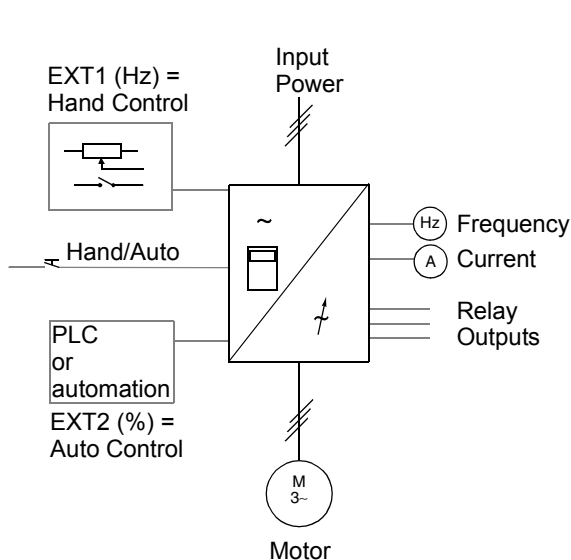 Input
Power
EXT1 (Hz) =
Hand Control
~
Hz Frequency
Hand/Auto
A Current
Relay
Outputs
~
PLC
or
automation
EXT2 (%) =
Auto Control
M
3~
Motor